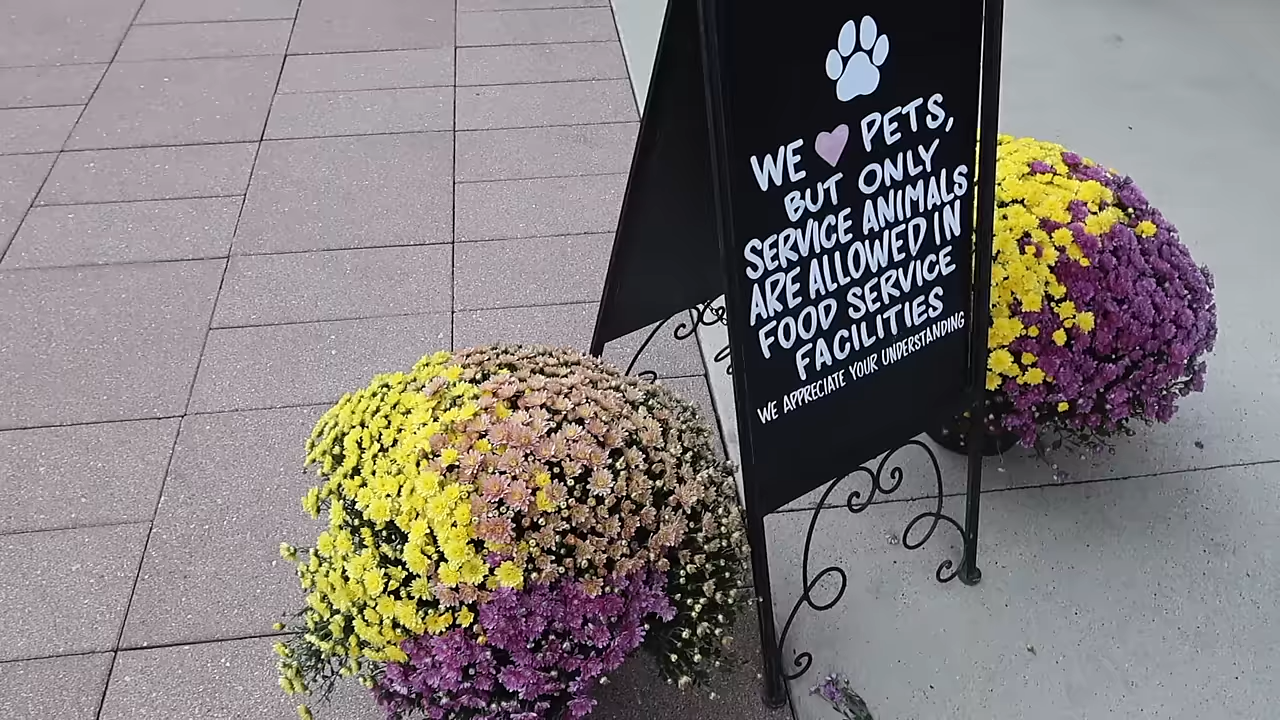 WE PETS,
BUT ONLY
SERVICE ANIMALS
ARE ALLOWED IN
FOOD SERVICE
FACILITIES
WE APPRECIATE YOUR UNDERSTANDING